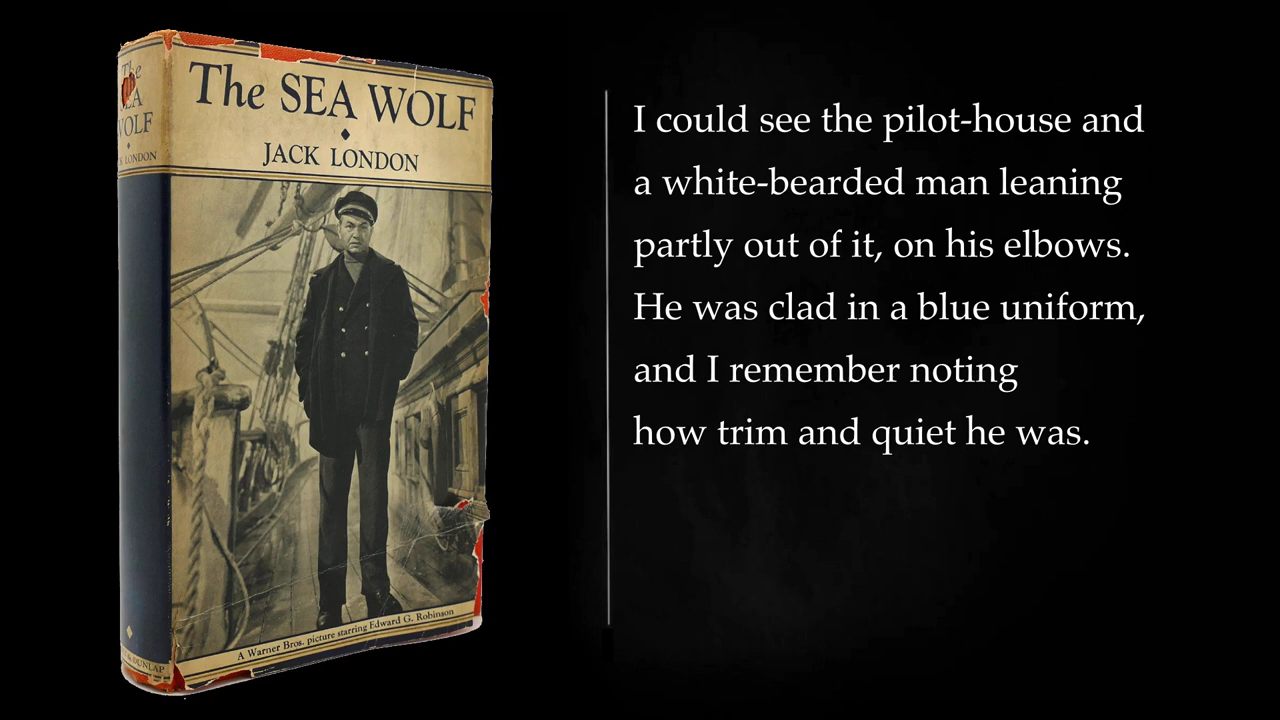 The SEA WOLF
JACK LONDON
A Warner Bros. picture starring Edward G. Robinson
The
WOLF
LONDON
DUNLAP
I could see the pilot-house and
a white-bearded man leaning
partly out of it, on his elbows.
He was clad in a blue uniform,
and I remember noting
how trim and quiet he was.